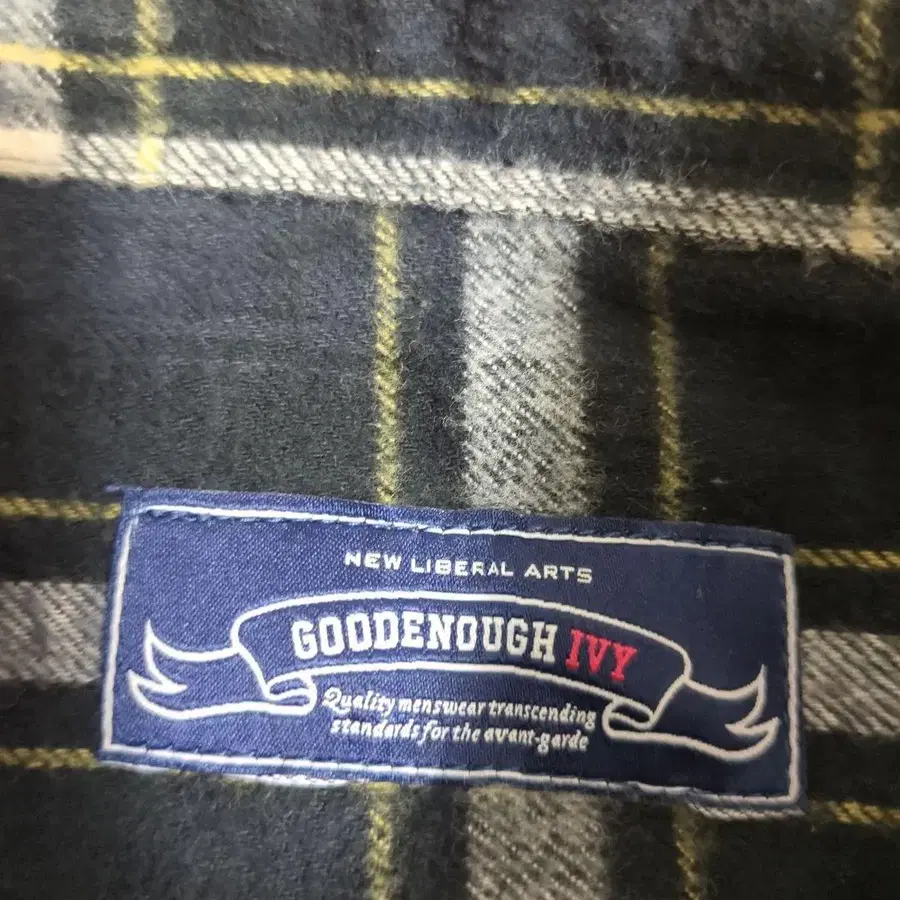 NEW LIBERAL ARTS
GOODENOUGH IVY
Quality menswear transcending
standards for the avant-garde